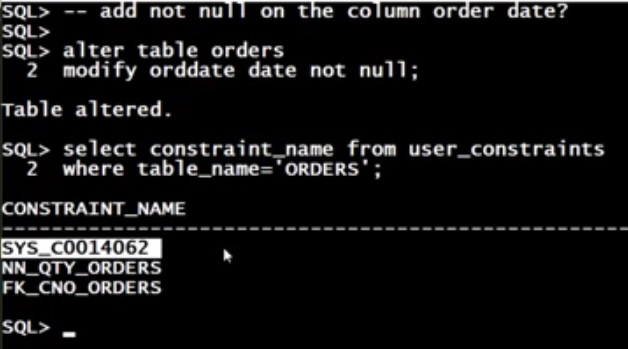 SQL> -- add not null on the column order date?
SQL>
SQL> alter table orders
2 modify orddate date not null;
Table altered.
SQL> select constraint_name from user_constraints
2 where table_name='ORDERS';
CONSTRAINT_NAME
--------------------------------------------------
SYS_C0014062
NN_QTY_ORDERS
FK_CNO_ORDERS
SQL> _